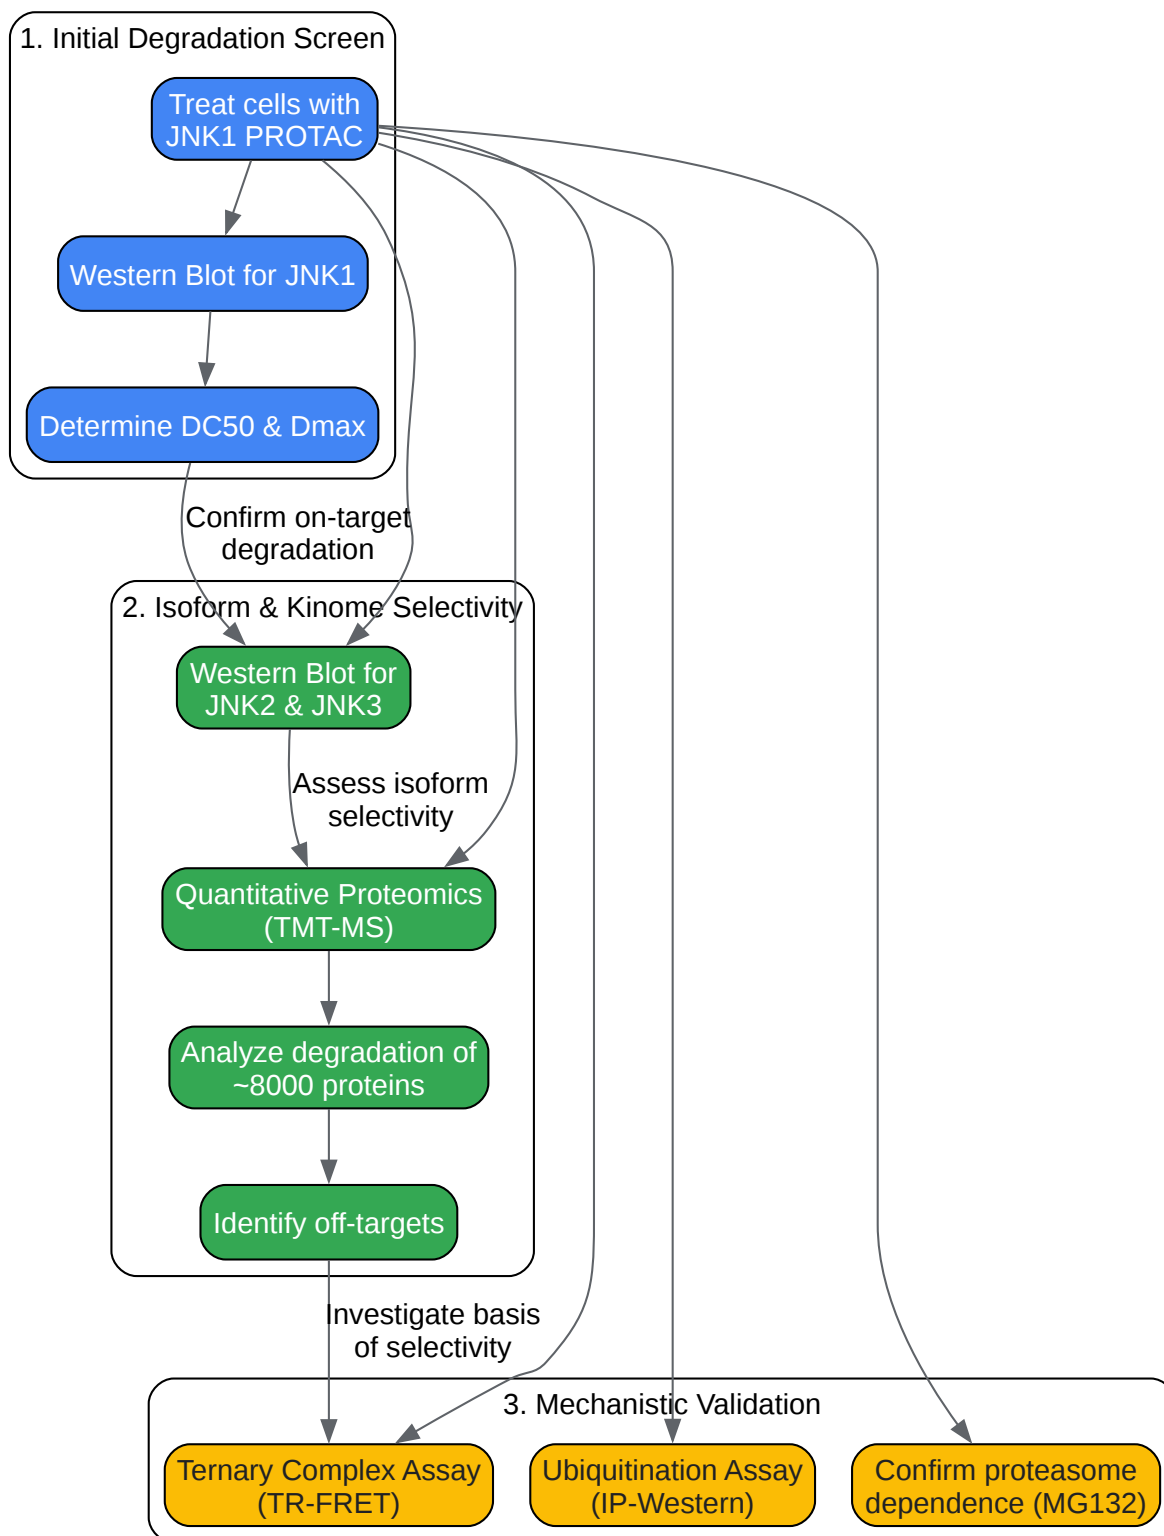 1. Initial Degradation Screen
Treat cells with
JNK1 PROTAC
Western Blot for JNK1
Determine DC50 & Dmax
Confirm on-target
degradation
2. Isoform & Kinome Selectivity
Western Blot for
JNK2 & JNK3
Assess isoform
selectivity
Quantitative Proteomics
(TMT-MS)
Analyze degradation of
~8000 proteins
Identify off-targets
Investigate basis
of selectivity
3. Mechanistic Validation
Ternary Complex Assay
(TR-FRET)
Ubiquitination Assay
(IP-Western)
Confirm proteasome
dependence (MG132)